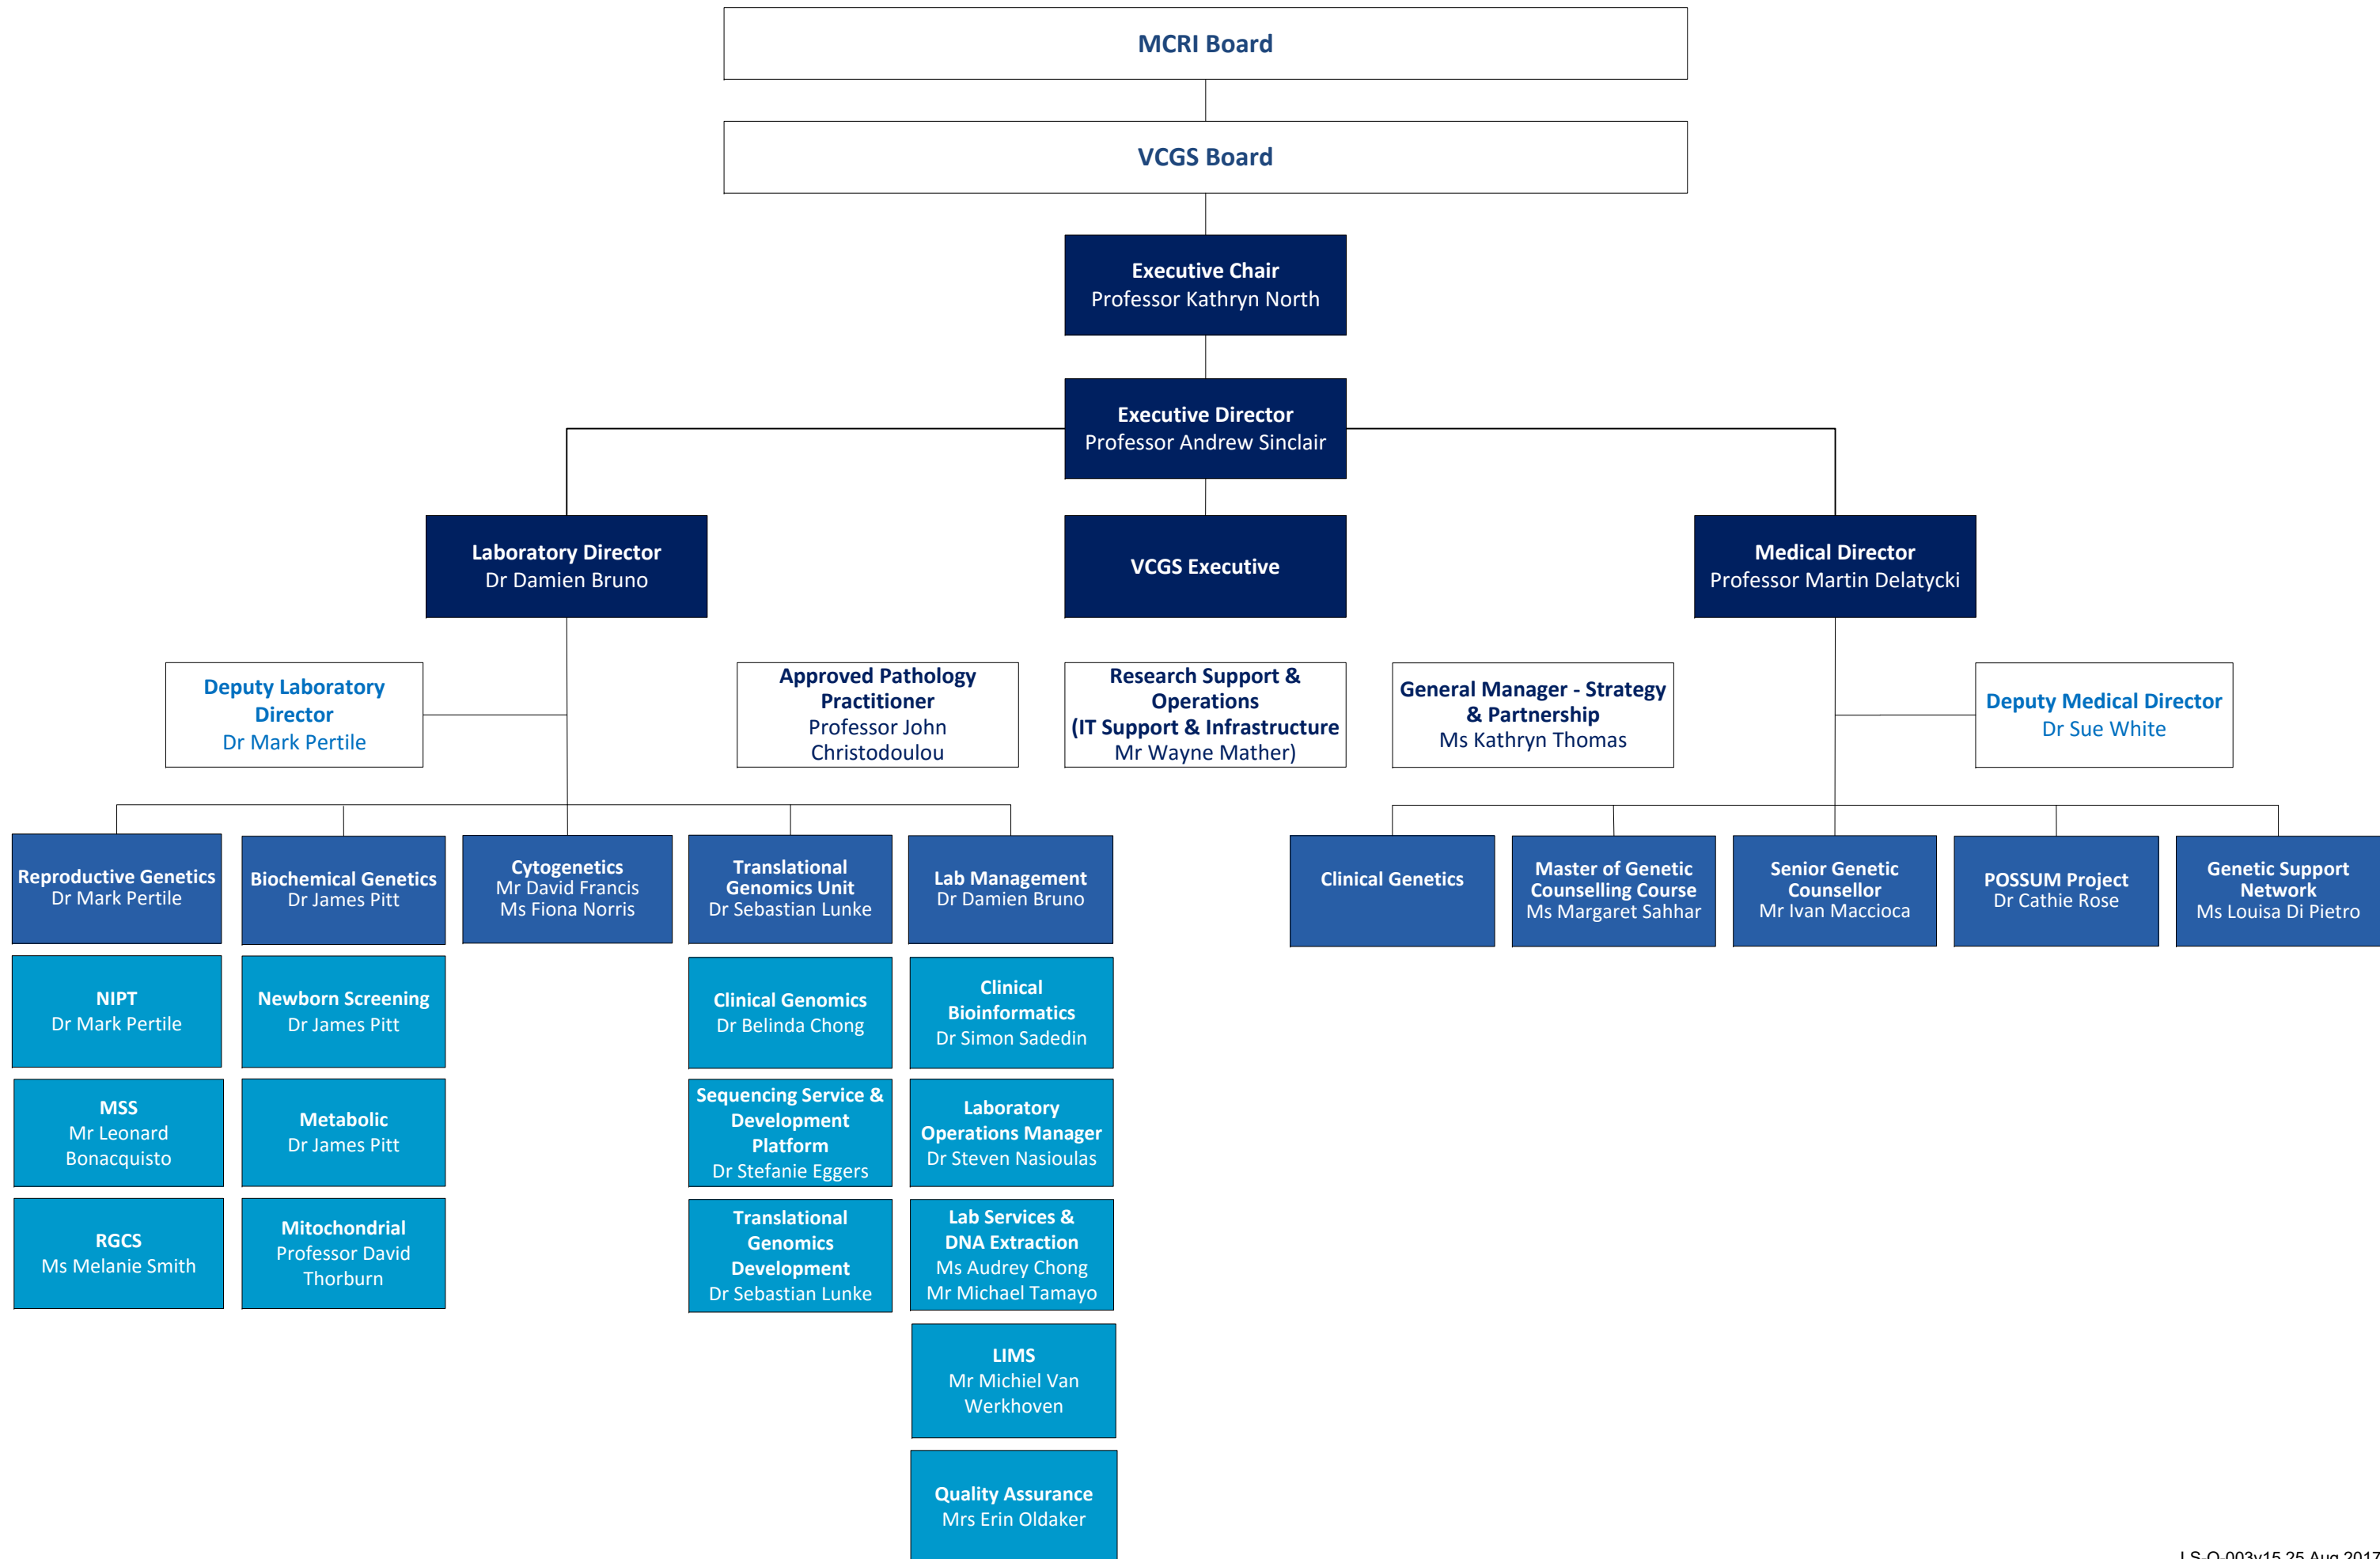 MCRI Board
VCGS Board
Executive Chair
Professor Kathryn North
Executive Director
Professor Andrew Sinclair
Laboratory Director
Dr Damien Bruno
VCGS Executive
Medical Director
Professor Martin Delatycki
Deputy Laboratory
Director
Dr Mark Pertile
Approved Pathology
Practitioner
Professor John
Christodoulou
Research Support &
Operations
(IT Support & Infrastructure
Mr Wayne Mather)
General Manager - Strategy
& Partnership
Ms Kathryn Thomas
Deputy Medical Director
Dr Sue White
Reproductive Genetics
Dr Mark Pertile
Biochemical Genetics
Dr James Pitt
Cytogenetics
Mr David Francis
Ms Fiona Norris
Translational
Genomics Unit
Dr Sebastian Lunke
Lab Management
Dr Damien Bruno
Clinical Genetics
Master of Genetic
Counselling Course
Ms Margaret Sahhar
Senior Genetic
Counsellor
Mr Ivan Maccioca
POSSUM Project
Dr Cathie Rose
Genetic Support
Network
Ms Louisa Di Pietro
NIPT
Dr Mark Pertile
Newborn Screening
Dr James Pitt
Clinical Genomics
Dr Belinda Chong
Clinical
Bioinformatics
Dr Simon Sadedin
MSS
Mr Leonard
Bonacquisto
Metabolic
Dr James Pitt
Sequencing Service &
Development
Platform
Dr Stefanie Eggers
Laboratory
Operations Manager
Dr Steven Nasioulas
RGCS
Ms Melanie Smith
Mitochondrial
Professor David
Thorburn
Translational
Genomics
Development
Dr Sebastian Lunke
Lab Services &
DNA Extraction
Ms Audrey Chong
Mr Michael Tamayo
LIMS
Mr Michiel Van
Werkhoven
Quality Assurance
Mrs Erin Oldaker
LS-O-003v15 25 Aug 2017